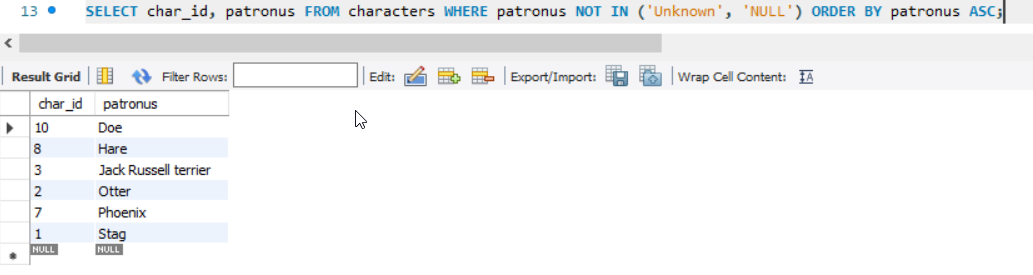 13 SELECT char_id, patronus FROM characters WHERE patronus NOT IN ('Unknown', 'NULL') ORDER BY patronus ASC;
Result Grid Filter Rows: Edit: Export/Import: Wrap Cell Content: IA
char_id patronus
10 Doe
8 Hare
3 Jack Russell terrier
2 Otter
7 Phoenix
1 Stag
NULL NULL